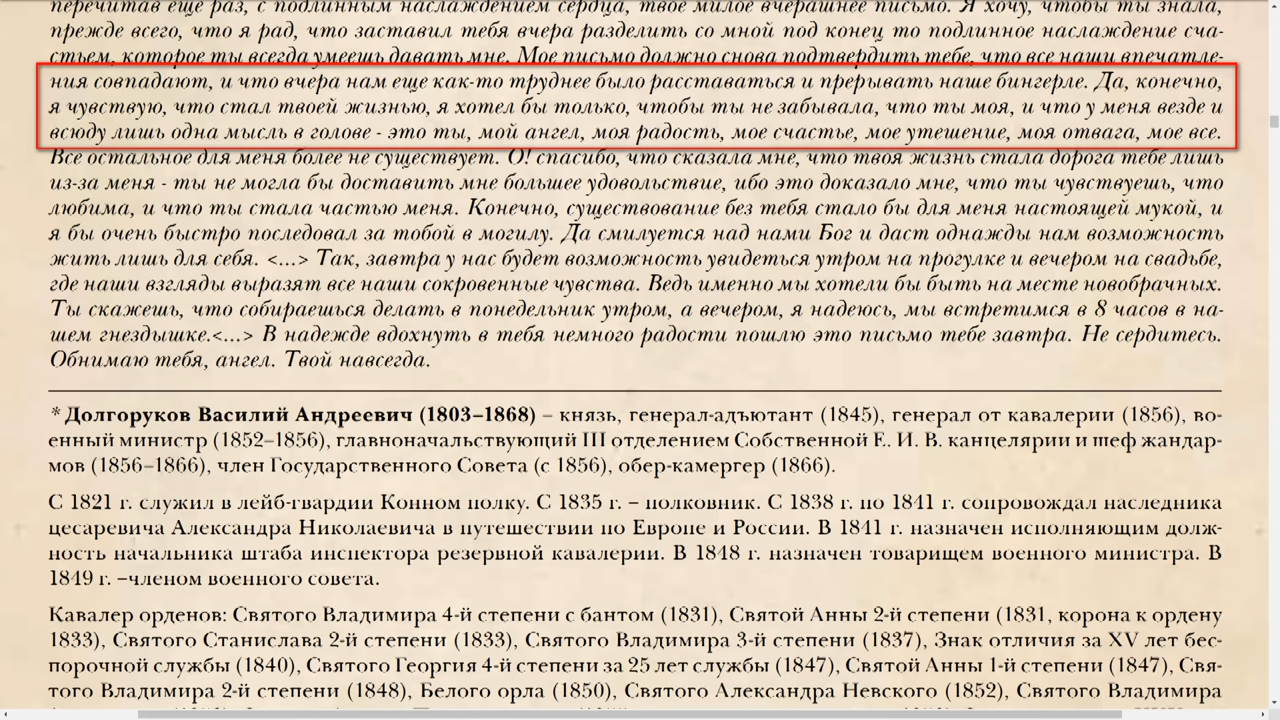 перечитав еще раз, с подлинным наслаждением сердца, твое милое вчерашнее письмо. Я хочу, чтобы ты знала,
прежде всего, что я рад, что заставил тебя вчера разделить со мной под конец то подлинное наслаждение сча-
стьем, которое ты всегда умеешь давать мне. Мое письмо должно снова подтвердить тебе, что все наши впечатле-
ния совпадают, и что вчера нам еще как-то труднее было расставаться и прерывать наше бингерле. Да, конечно,
я чувствую, что стал твоей жизнью, я хотел бы только, чтобы ты не забывала, что ты моя, и что у меня везде и
всюду лишь одна мысль в голове - это ты, мой ангел, моя радость, мое счастье, мое утешение, моя отвага, мое все.
Все остальное для меня более не существует. О! спасибо, что сказала мне, что твоя жизнь стала дорога тебе лишь
из-за меня - ты не могла бы доставить мне большее удовольствие, ибо это доказало мне, что ты чувствуешь, что
любима, и что ты стала частью меня. Конечно, существование без тебя стало бы для меня настоящей мукой, и
я бы очень быстро последовал за тобой в могилу. Да смилуется над нами Бог и даст однажды нам возможность
жить лишь для себя. <...> Так, завтра у нас будет возможность увидеться утром на прогулке и вечером на свадьбе,
где наши взгляды выразят все наши сокровенные чувства. Ведь именно мы хотели бы быть на месте новобрачных.
Ты скажешь, что собираешься делать в понедельник утром, а вечером, я надеюсь, мы встретимся в 8 часов в на-
шем гнездышке.<...> В надежде вдохнуть в тебя немного радости пошлю это письмо тебе завтра. Не сердитесь.
Обнимаю тебя, ангел. Твой навсегда.
* Долгоруков Василий Андреевич (1803–1868) – князь, генерал-адъютант (1845), генерал от кавалерии (1856), во-
енный министр (1852–1856), главноначальствующий III отделением Собственной Е. И. В. канцелярии и шеф жандар-
мов (1856–1866), член Государственного Совета (с 1856), обер-камергер (1866).
С 1821 г. служил в лейб-гвардии Конном полку. С 1835 г. – полковник. С 1838 г. по 1841 г. сопровождал наследника
цесаревича Александра Николаевича в путешествии по Европе и России. В 1841 г. назначен исполняющим долж-
ность начальника штаба инспектора резервной кавалерии. В 1848 г. назначен товарищем военного министра. В
1849 г. –членом военного совета.
Кавалер орденов: Святого Владимира 4-й степени с бантом (1831), Святой Анны 2-й степени (1831, корона к ордену
1833), Святого Станислава 2-й степени (1833), Святого Владимира 3-й степени (1837), Знак отличия за XV лет бес-
порочной службы (1840), Святого Георгия 4-й степени за 25 лет службы (1847), Святой Анны 1-й степени (1847), Свя-
того Владимира 2-й степени (1848), Белого орла (1850), Святого Александра Невского (1852), Святого Владимира